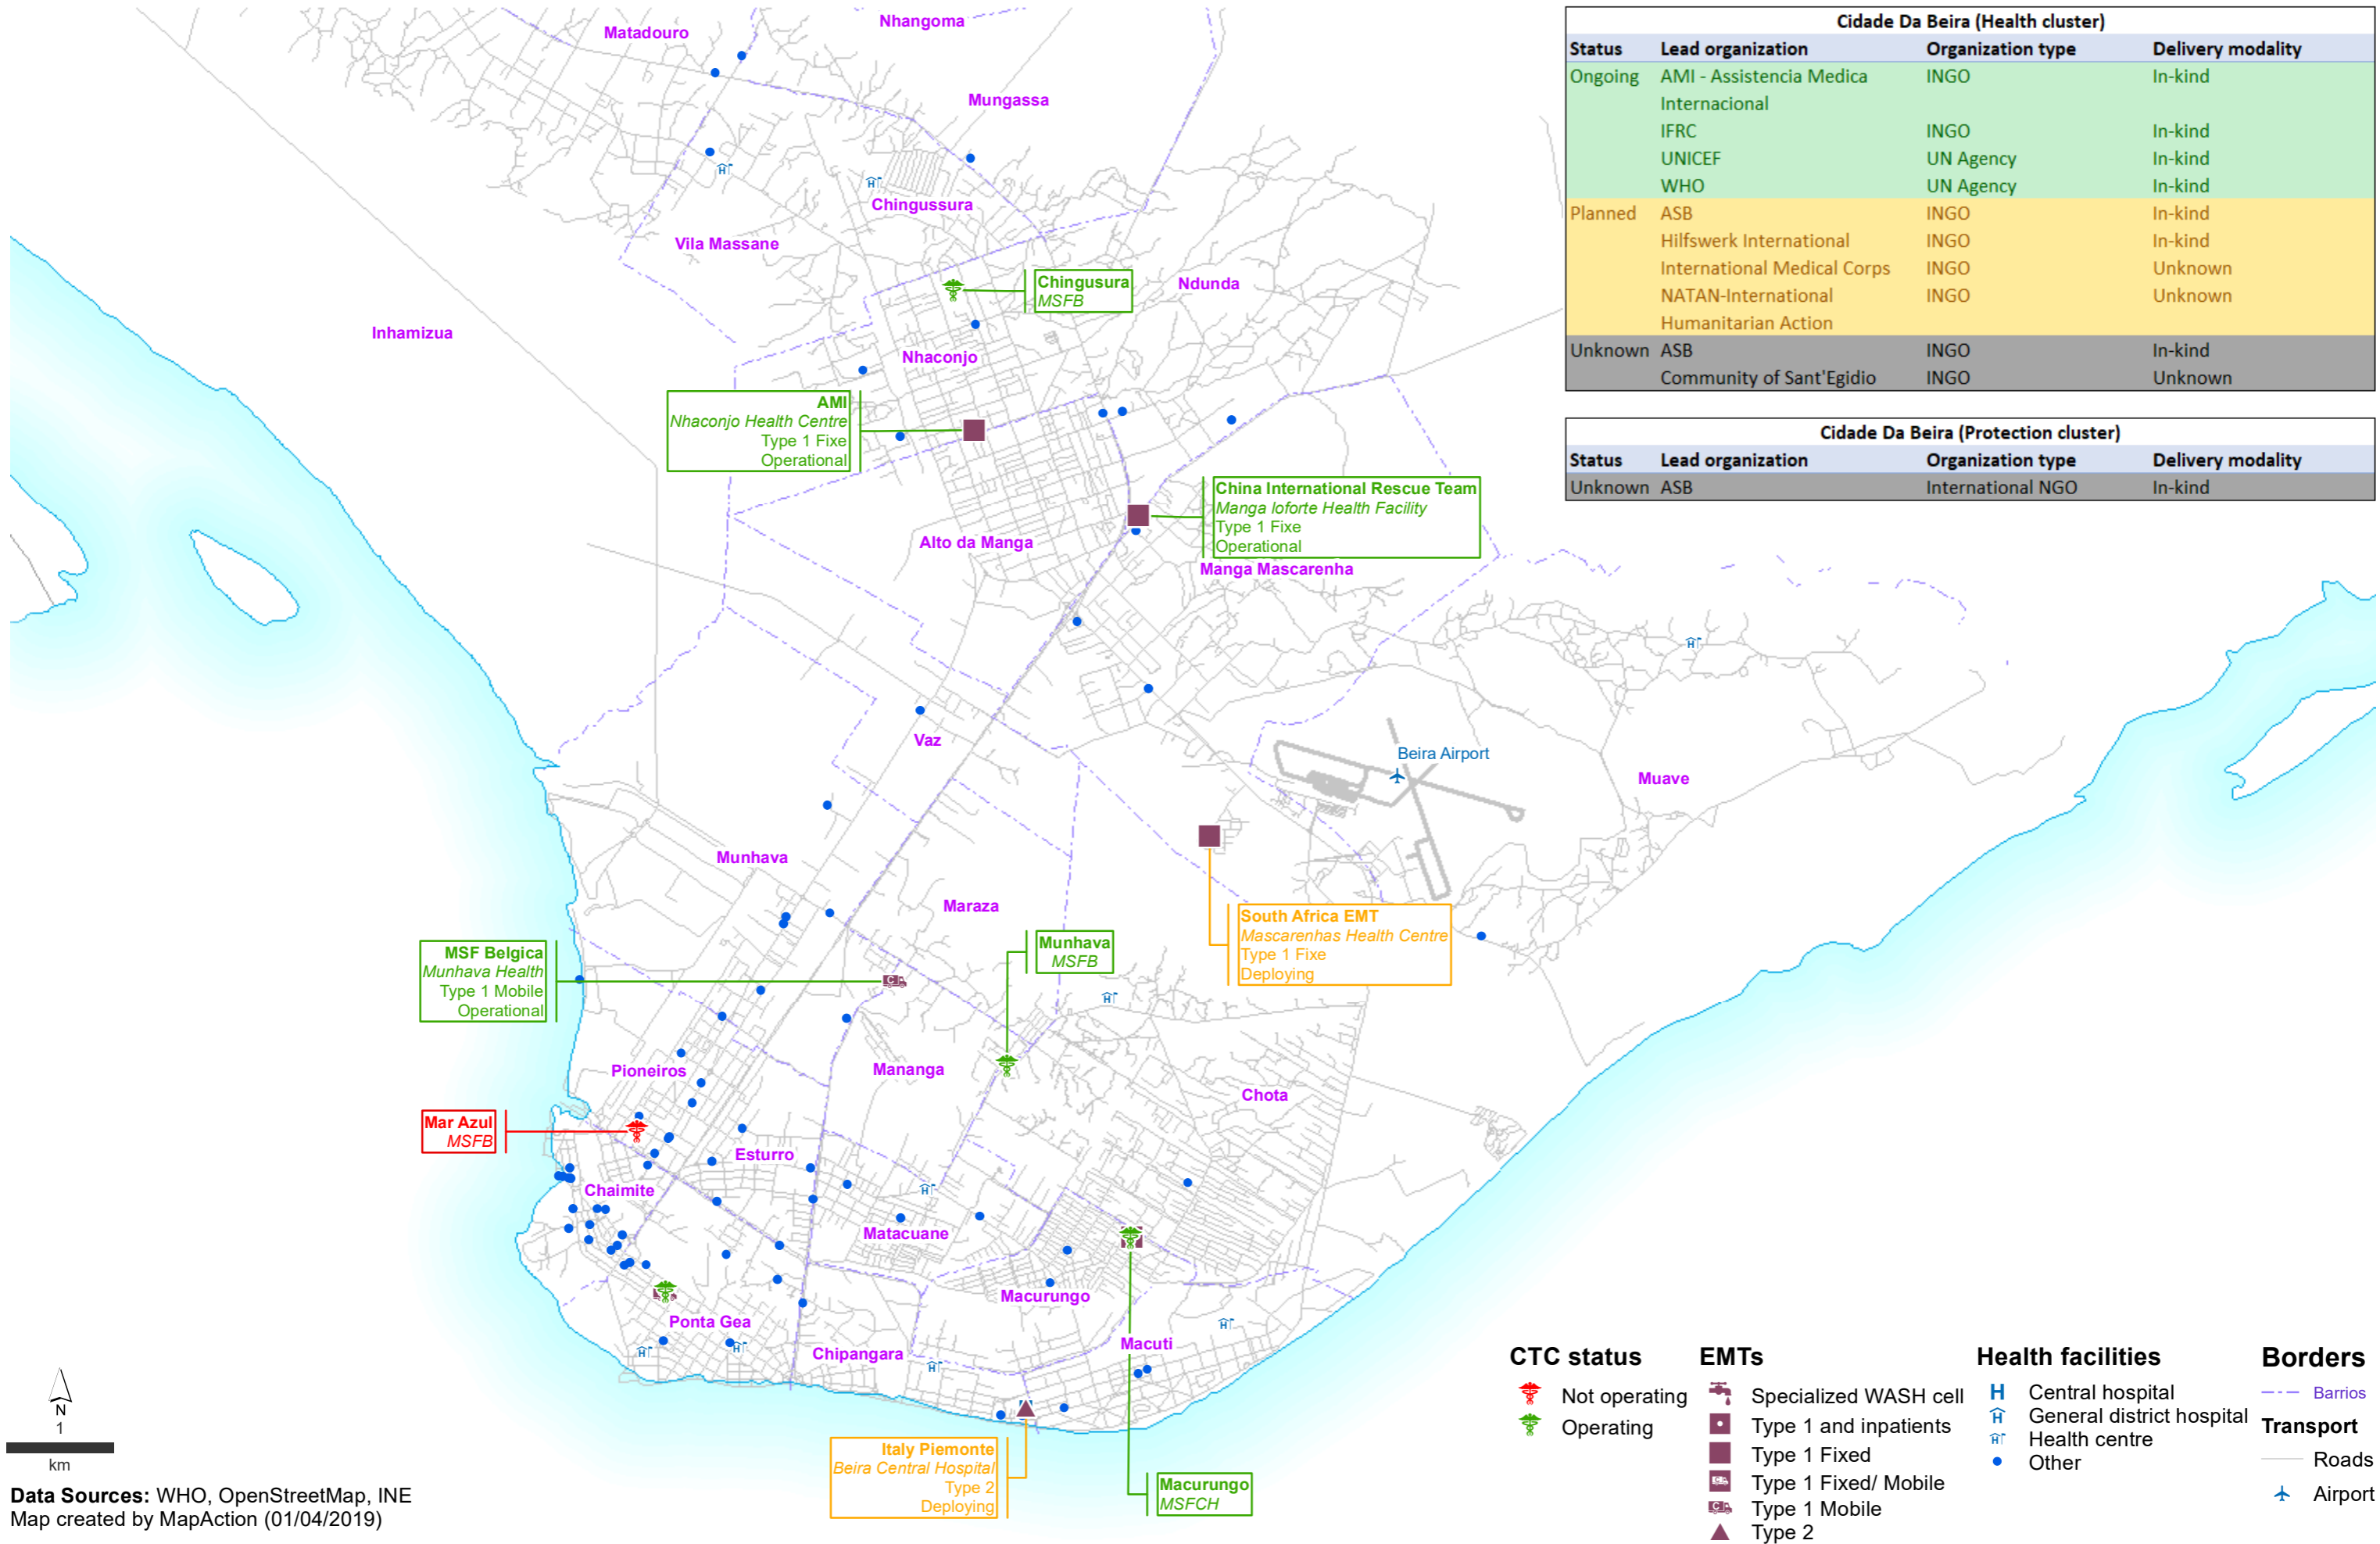 Matadouro
Nhangoma
Mungassa
Chingussura
Vila Massane
Ndunda
Inhamizua
Nhaconjo
Chingusura
MSFB
AMI
Nhaconjo Health Centre
Type 1 Fixe
Operational
China International Rescue Team
Manga loforte Health Facility
Type 1 Fixe
Operational
Alto da Manga
Manga Mascarenha
Vaz
Beira Airport
Muave
Munhava
Maraza
South Africa EMT
Mascarenhas Health Centre
Type 1 Fixe
Deploying
MSF Belgica
Munhava Health
Type 1 Mobile
Operational
Munhava
MSFB
Pioneiros
Mananga
Chota
Mar Azul
MSFB
Esturro
Chaimite
Matacuane
Macurungo
Ponta Gea
Chipangara
Macuti
Italy Piemonte
Beira Central Hospital
Type 2
Deploying
Macurungo
MSFCH
Cidade Da Beira (Health cluster)
Status Lead organization Organization type Delivery modality
Ongoing AMI - Assistencia Medica INGO In-kind
Internacional
IFRC INGO In-kind
UNICEF UN Agency In-kind
WHO UN Agency In-kind
Planned ASB INGO In-kind
Hilfswerk International INGO In-kind
International Medical Corps INGO Unknown
NATAN-International INGO Unknown
Humanitarian Action
Unknown ASB INGO In-kind
Community of Sant'Egidio INGO Unknown
Cidade Da Beira (Protection cluster)
Status Lead organization Organization type Delivery modality
Unknown ASB International NGO In-kind
N
1
km
Data Sources: WHO, OpenStreetMap, INE
Map created by MapAction (01/04/2019)
CTC status
Not operating
Operating
EMTs
Specialized WASH cell
Type 1 and inpatients
Type 1 Fixed
Type 1 Fixed/ Mobile
Type 1 Mobile
Type 2
Health facilities
H Central hospital
General district hospital
Health centre
Other
Borders
Barrios
Transport
Roads
Airport